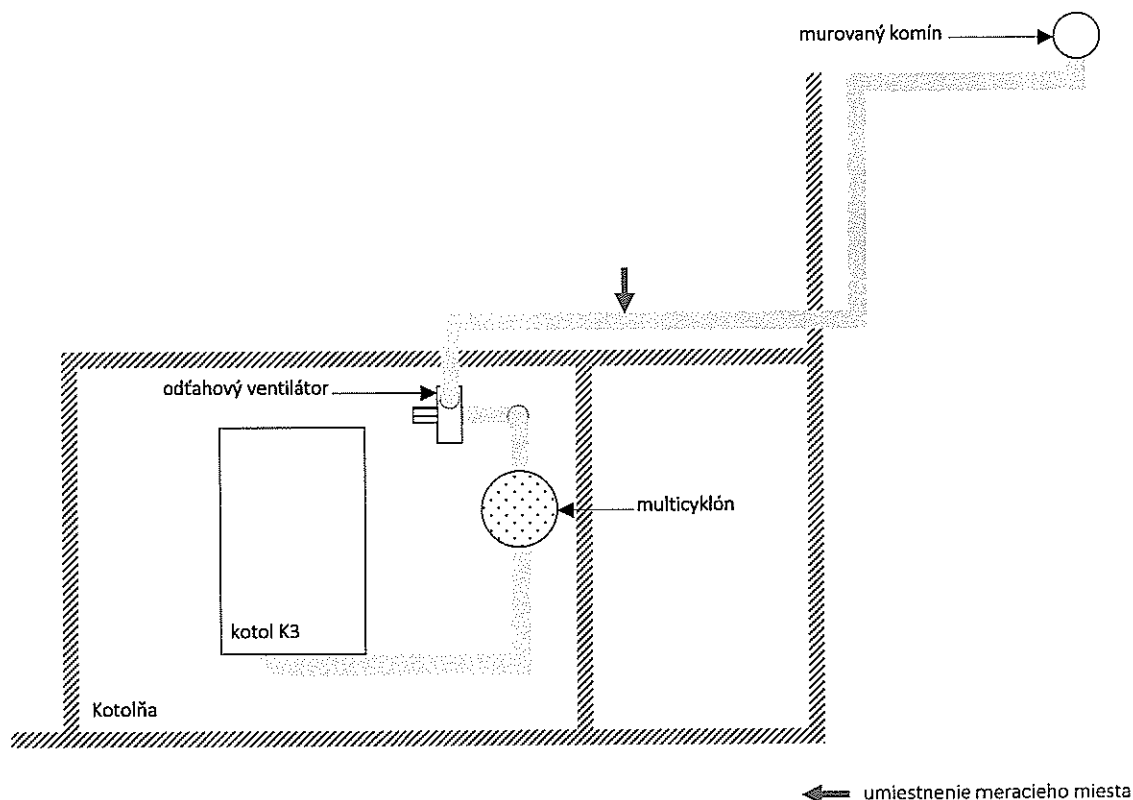 murovaný komín
odťahový ventilátor
multicyklón
kotol K3
Kotolňa
umiestnenie meracieho miesta